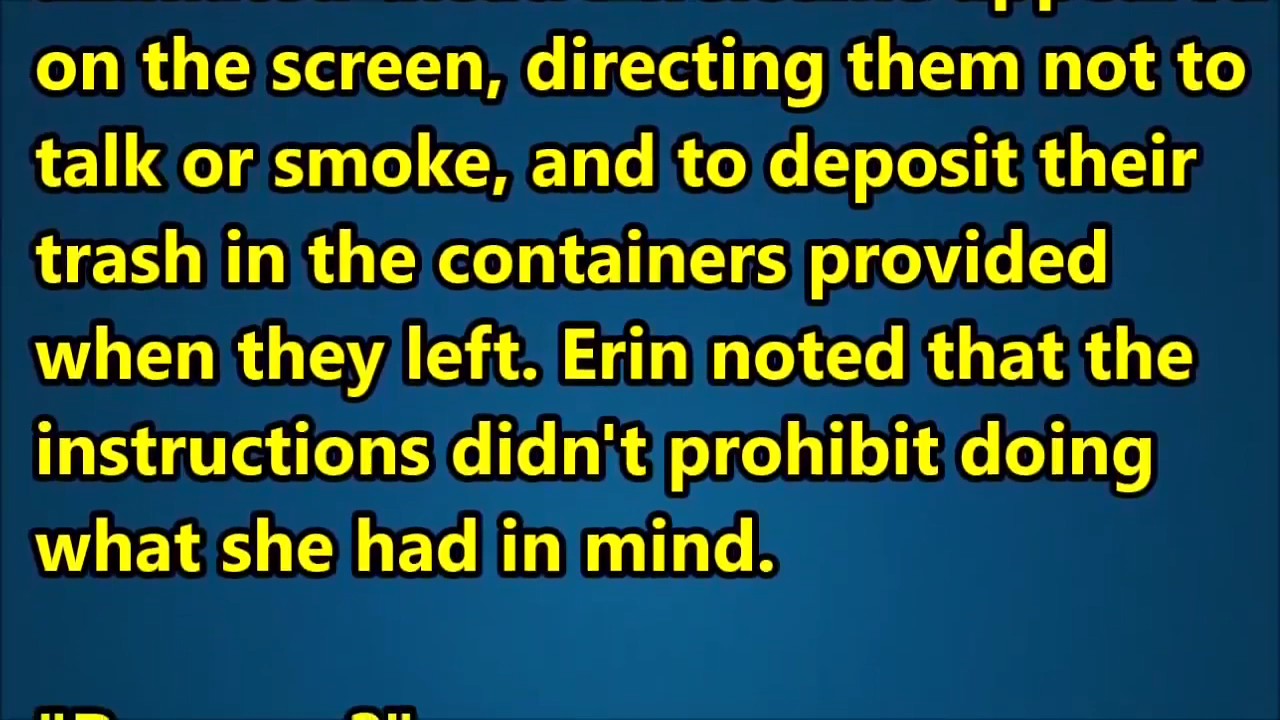 on the screen, directing them not to
talk or smoke, and to deposit their
trash in the containers provided
when they left. Erin noted that the
instructions didn't prohibit doing
what she had in mind.